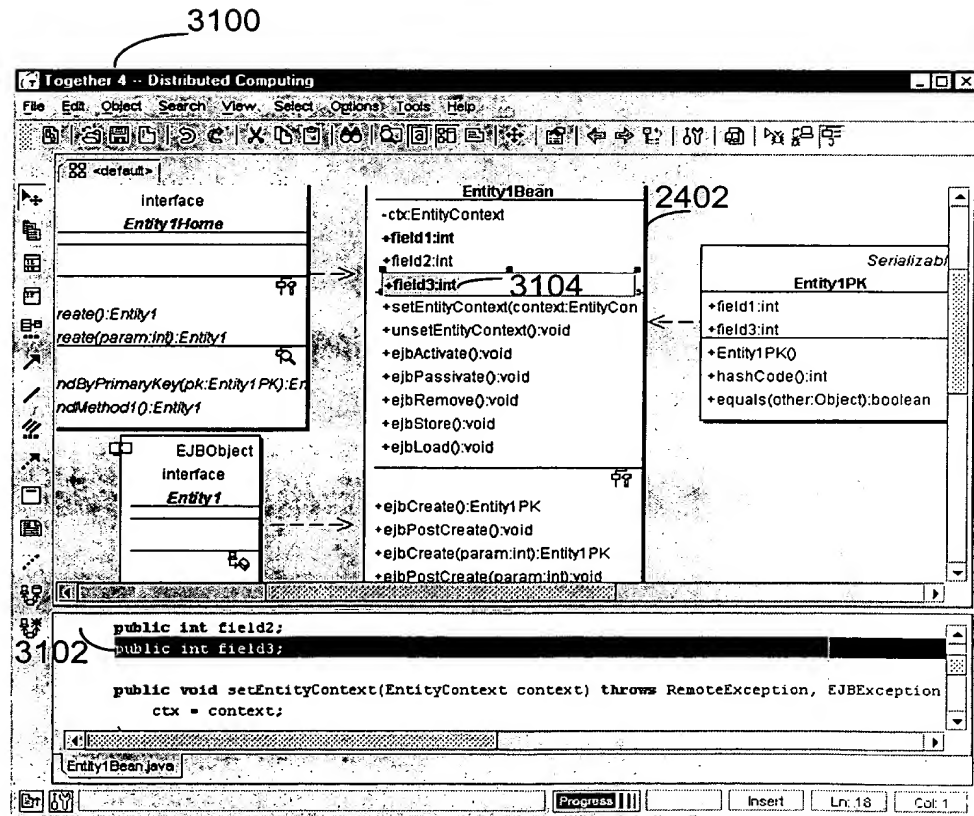 3100
Together 4 -- Distributed Computing
File Edit Object Search View Select Options Tools Help
<default>
interface
Entity1Home
reate():Entity1
reate(param:int):Entity1
ndByPrimaryKey(pk:Entity1PK):En
ndMethod1():Entity1
EJBObject
interface
Entity1
Entity1Bean
-ctx:EntityContext
+field1:int
+field2:int
+field3:int
+setEntityContext(context:EntityCon
+unsetEntityContext():void
+ejbActivate():void
+ejbPassivate():void
+ejbRemove():void
+ejbStore():void
+ejbLoad():void
+ejbCreate():Entity1PK
+ejbPostCreate():void
+ejbCreate(param:int):Entity1PK
+ejbPostCreate(param:int):void
2402
3104
Serializabl
Entity1PK
+field1:int
+field3:int
+Entity1PK()
+hashCode():int
+equals(other:Object):boolean
3102
public int field2;
public int field3;
public void setEntityContext(EntityContext context) throws RemoteException, EJBException
ctx = context;
Entity1Bean.java
Progress Insert Ln: 18 Col: 1